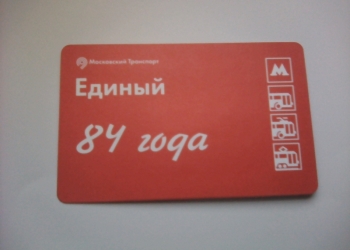 Московский Транспорт
Единый
84 года
М